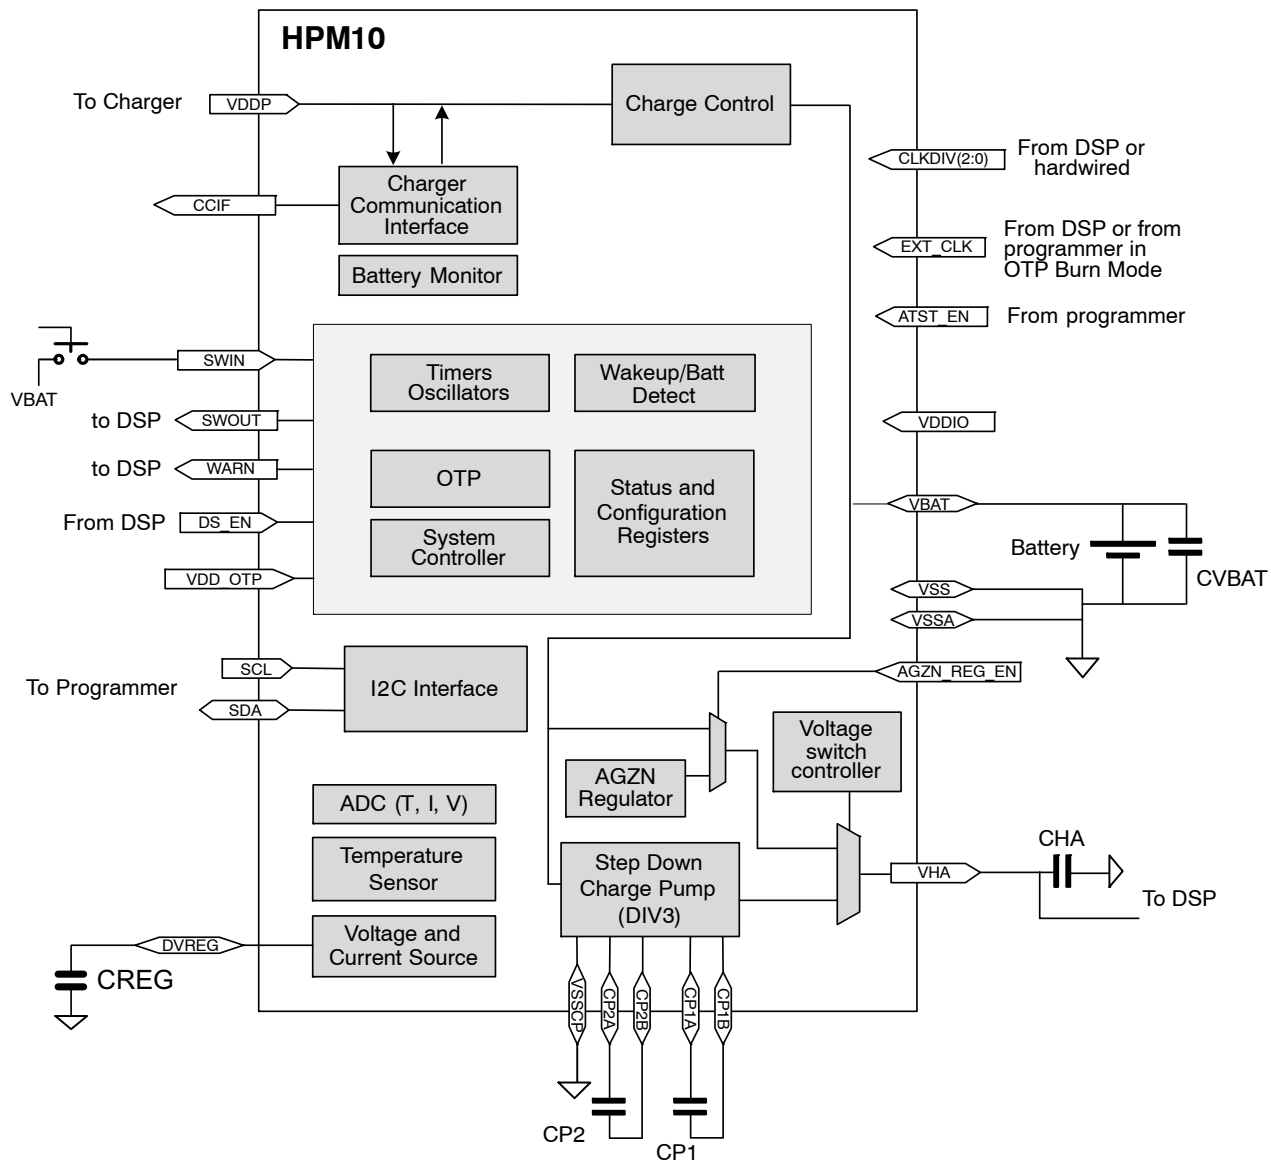 HPM10
To Charger
VDDP
Charge Control
CCIF
Charger
Communication
Interface
Battery Monitor
CLKDIV(2:0)
From DSP or
hardwired
EXT_CLK
From DSP or from
programmer in
OTP Burn Mode
ATST_EN
From programmer
VBAT
SWIN
to DSP
SWOUT
to DSP
WARN
From DSP
DS_EN
VDD_OTP
Timers
Oscillators
Wakeup/Batt
Detect
OTP
System
Controller
Status and
Configuration
Registers
VDDIO
VBAT
Battery
CVBAT
VSS
VSSA
To Programmer
SCL
SDA
I2C Interface
AGZN_REG_EN
Voltage
switch
controller
AGZN
Regulator
ADC (T, I, V)
Temperature
Sensor
Voltage and
Current Source
DVREG
CREG
Step Down
Charge Pump
(DIV3)
VHA
CHA
To DSP
VSSCP
CP2A
CP2B
CP1A
CP1B
CP2
CP1